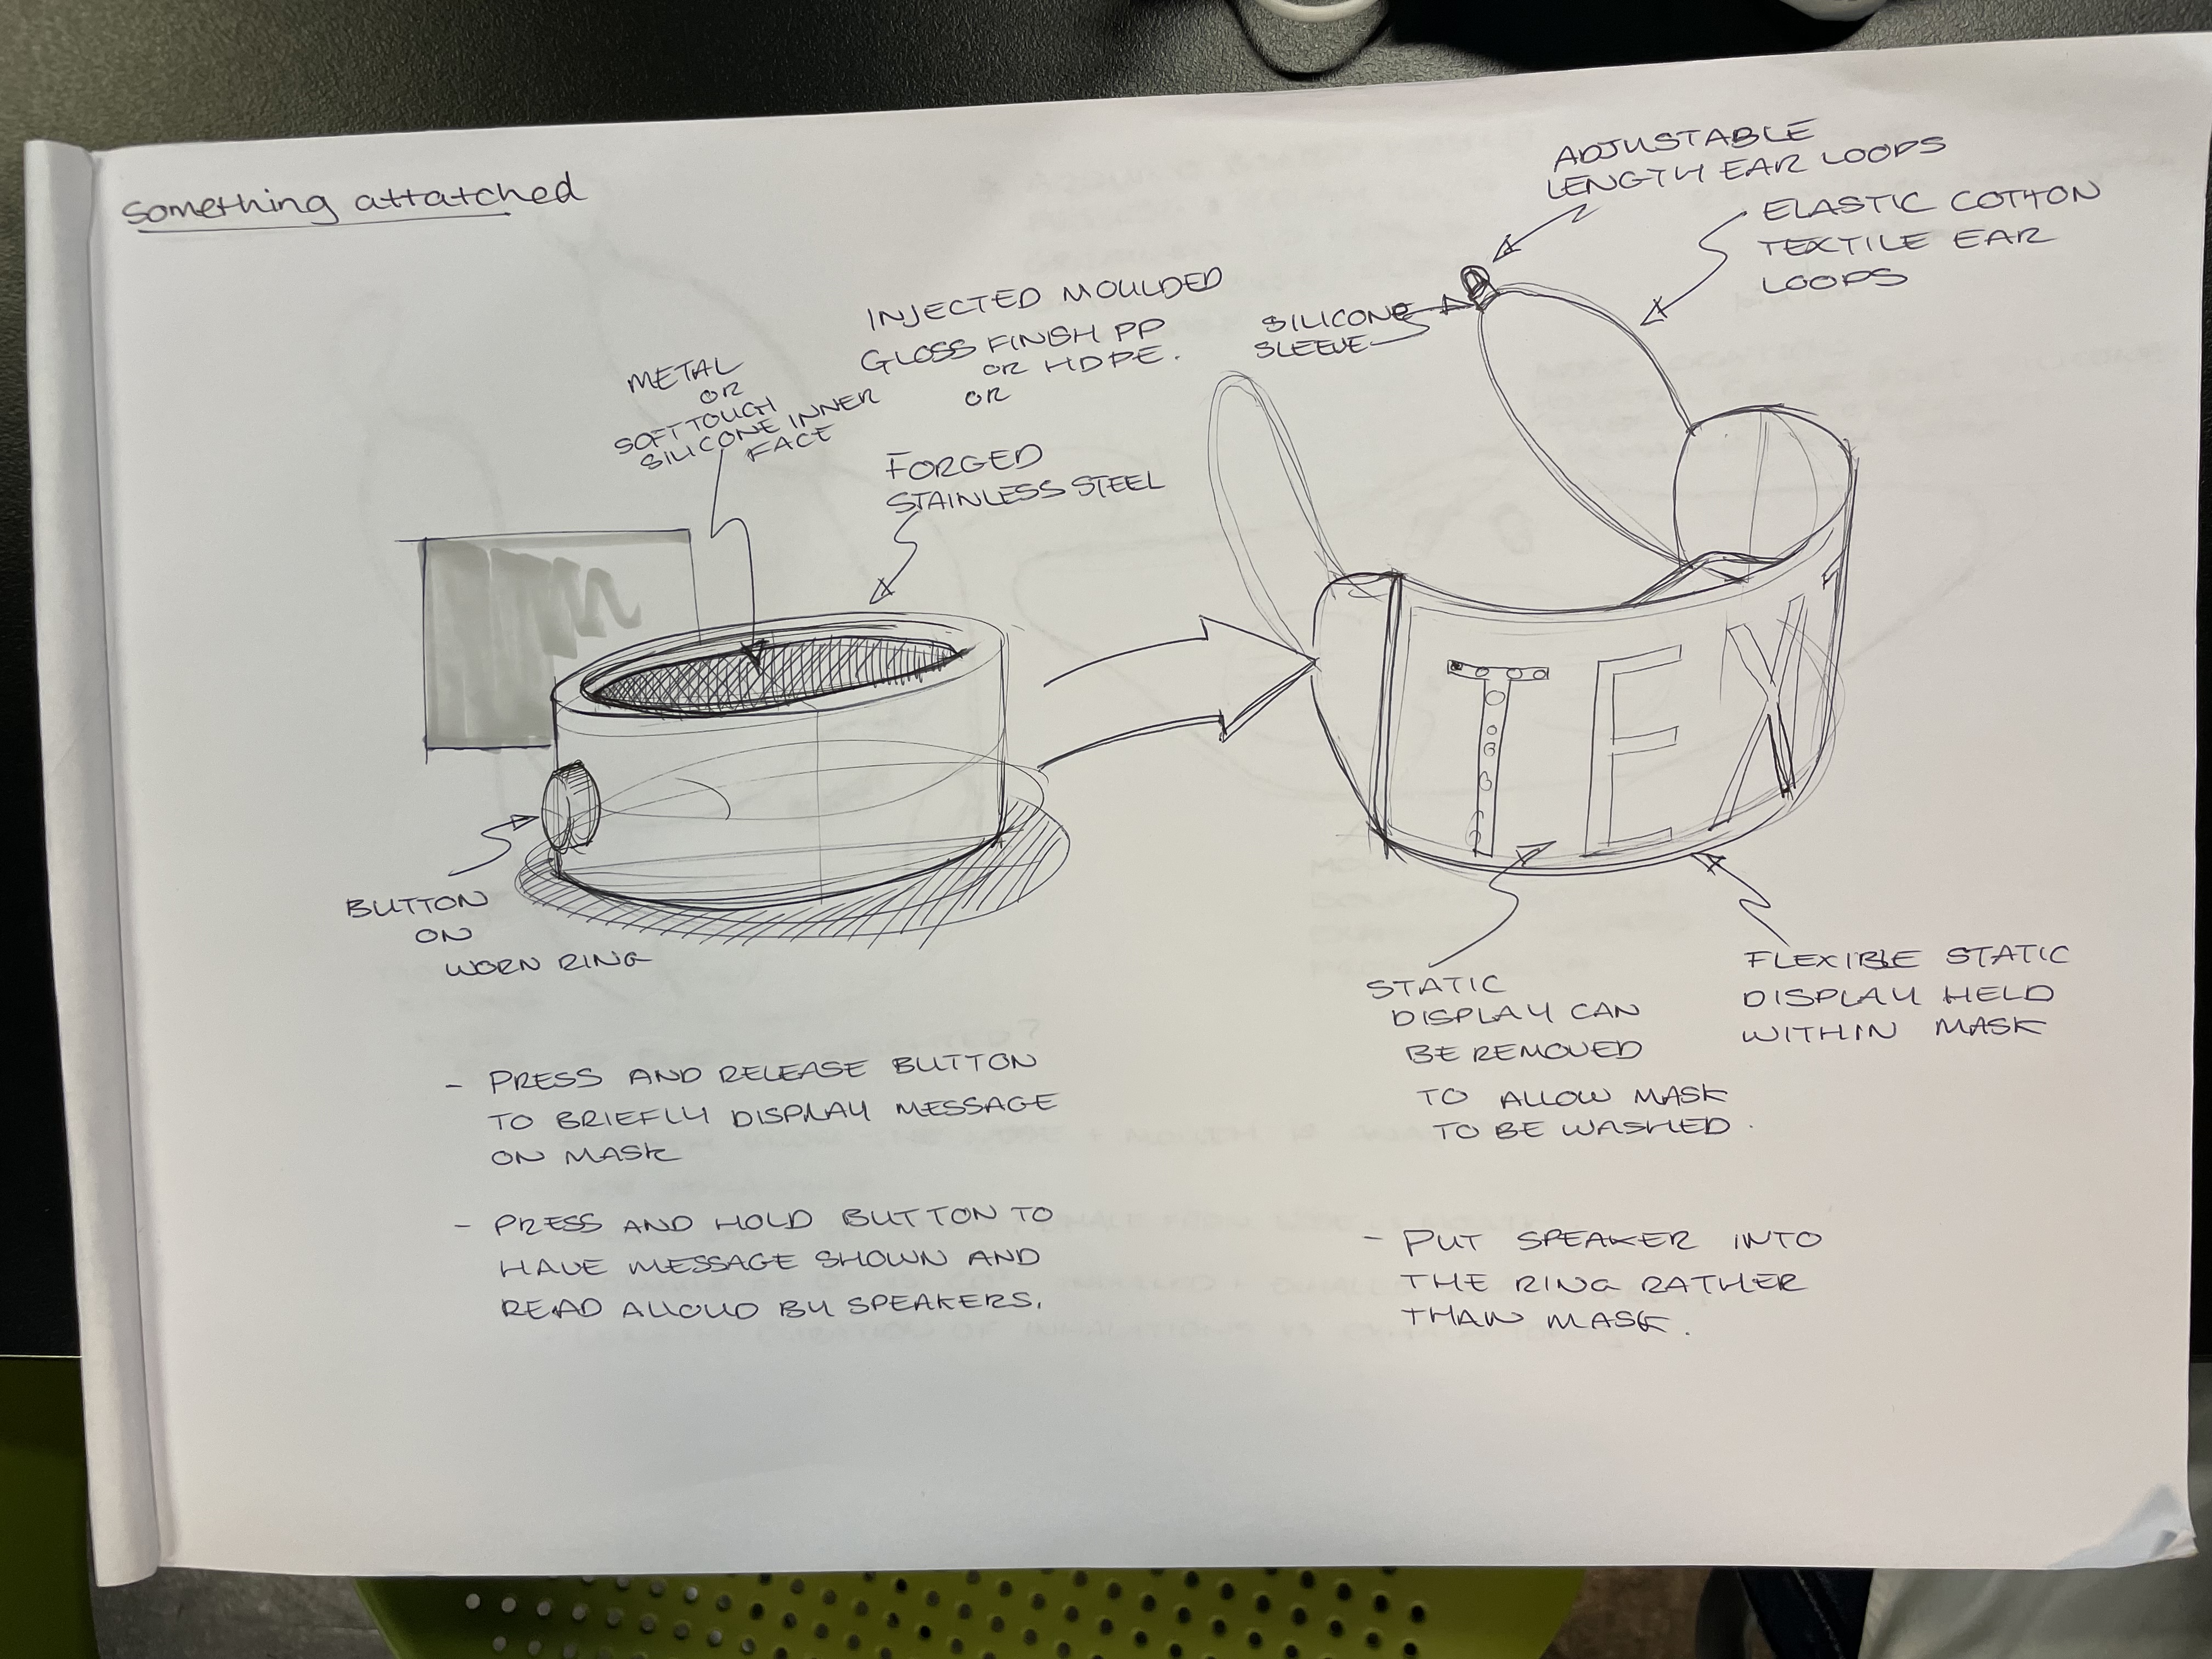 something attatched
INJECTED MOULDED
GLOSS FINISH PP
OR HDPE.
OR
METAL
OR
SOFT TOUCH INNER
SILICONE FACE
FORGED
STAINLESS STEEL
BUTTON
ON
WORN RING
- PRESS AND RELEASE BUTTON
TO BRIEFLY DISPLAY MESSAGE
ON MASK
- PRESS AND HOLD BUTTON TO
HAVE MESSAGE SHOWN AND
READ ALLOUD BY SPEAKERS.
ADJUSTABLE
LENGTH EAR LOOPS
ELASTIC COTTON
TEXTILE EAR
LOOPS
SILICONE
SLEEVE
TEX
STATIC
DISPLAY CAN
BE REMOVED
TO ALLOW MASK
TO BE WASHED.
FLEXIBLE STATIC
DISPLAY HELD
WITHIN MASK
- PUT SPEAKER INTO
THE RING RATHER
THAN MASK.